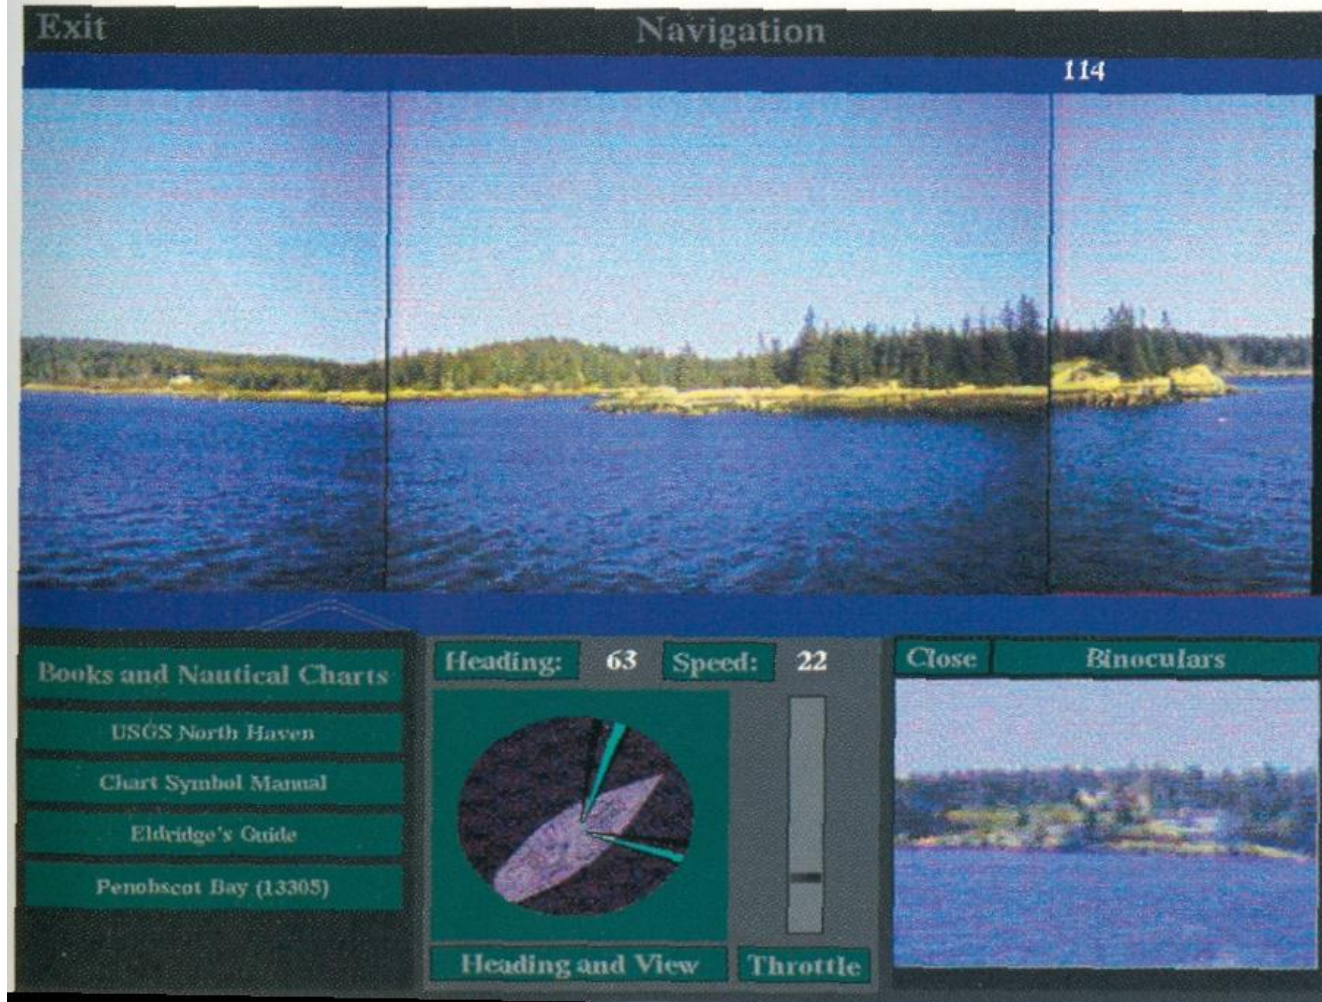 Exit
Navigation
114
Books and Nautical Charts
USGS North Haven
Chart Symbol Manual
Eldridge's Guide
Penobscot Bay (13305)
Heading: 63 Speed: 22
Heading and View
Throttle
Close
Binoculars